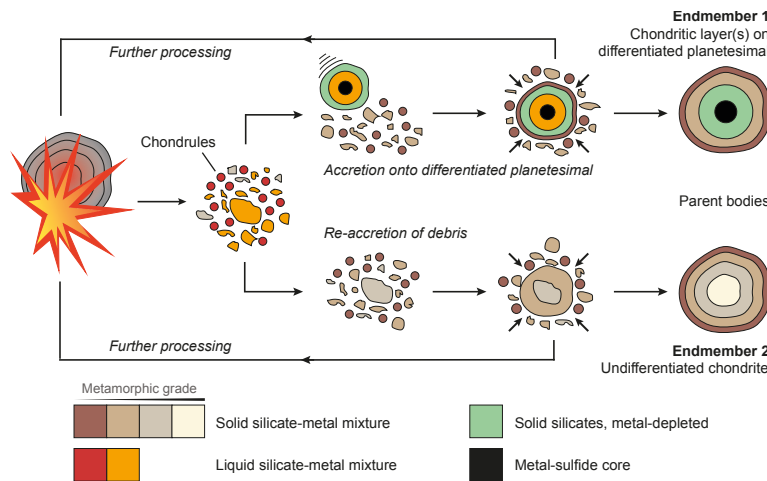 Endmember 1
Chondritic layer(s) on
differentiated planetesimal
Further processing
Chondrules
Accretion onto differentiated planetesimal
Parent bodies
Re-accretion of debris
Further processing
Endmember 2
Undifferentiated chondrite
Metamorphic grade
Solid silicate-metal mixture
Solid silicates, metal-depleted
Liquid silicate-metal mixture
Metal-sulfide core